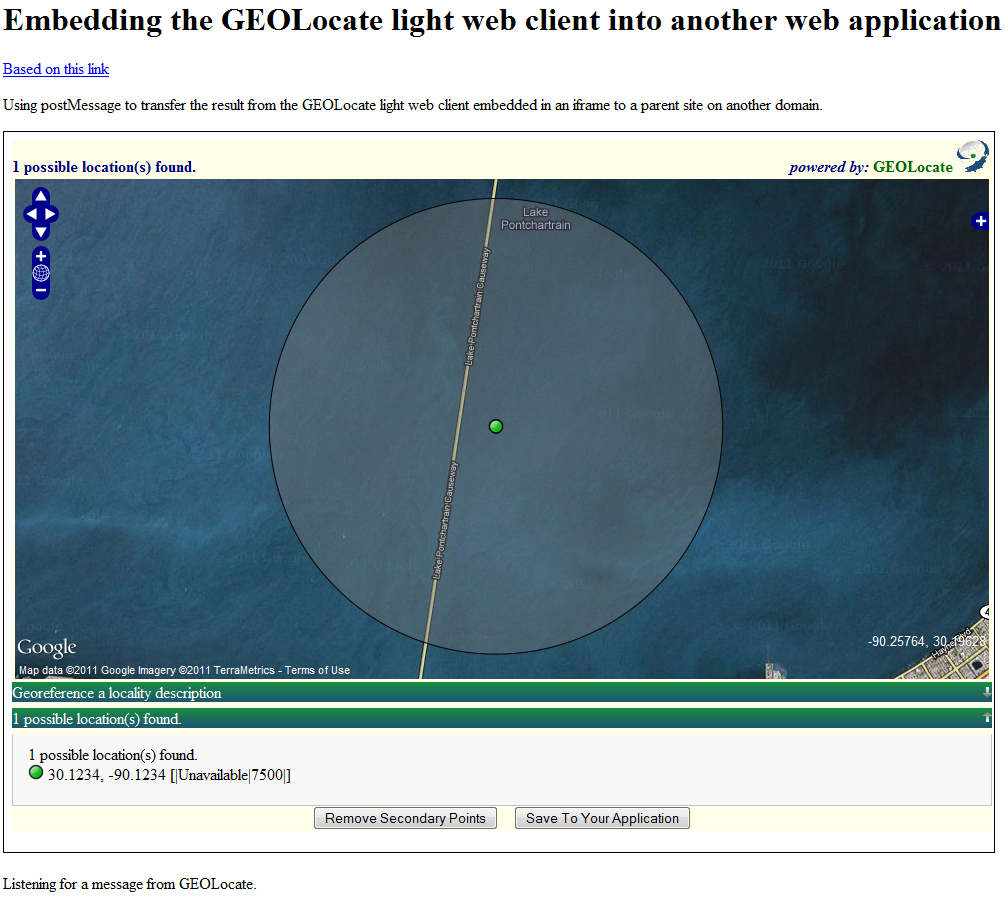 Embedding the GEOLocate light web client into another web application
Based on this link
Using postMessage to transfer the result from the GEOLocate light web client embedded in an iframe to a parent site on another domain.
1 possible location(s) found.
powered by: GEOLocate
Lake
Pontchartrain
Lake Pontchartrain Causeway
Lake Pontchartrain Causeway
-90.25764, 30.19628
Google
Map data ©2011 Google Imagery ©2011 TerraMetrics - Terms of Use
Georeference a locality description
1 possible location(s) found.
1 possible location(s) found.
30.1234, -90.1234 [|Unavailable|7500|]
Remove Secondary Points
Save To Your Application
Listening for a message from GEOLocate.